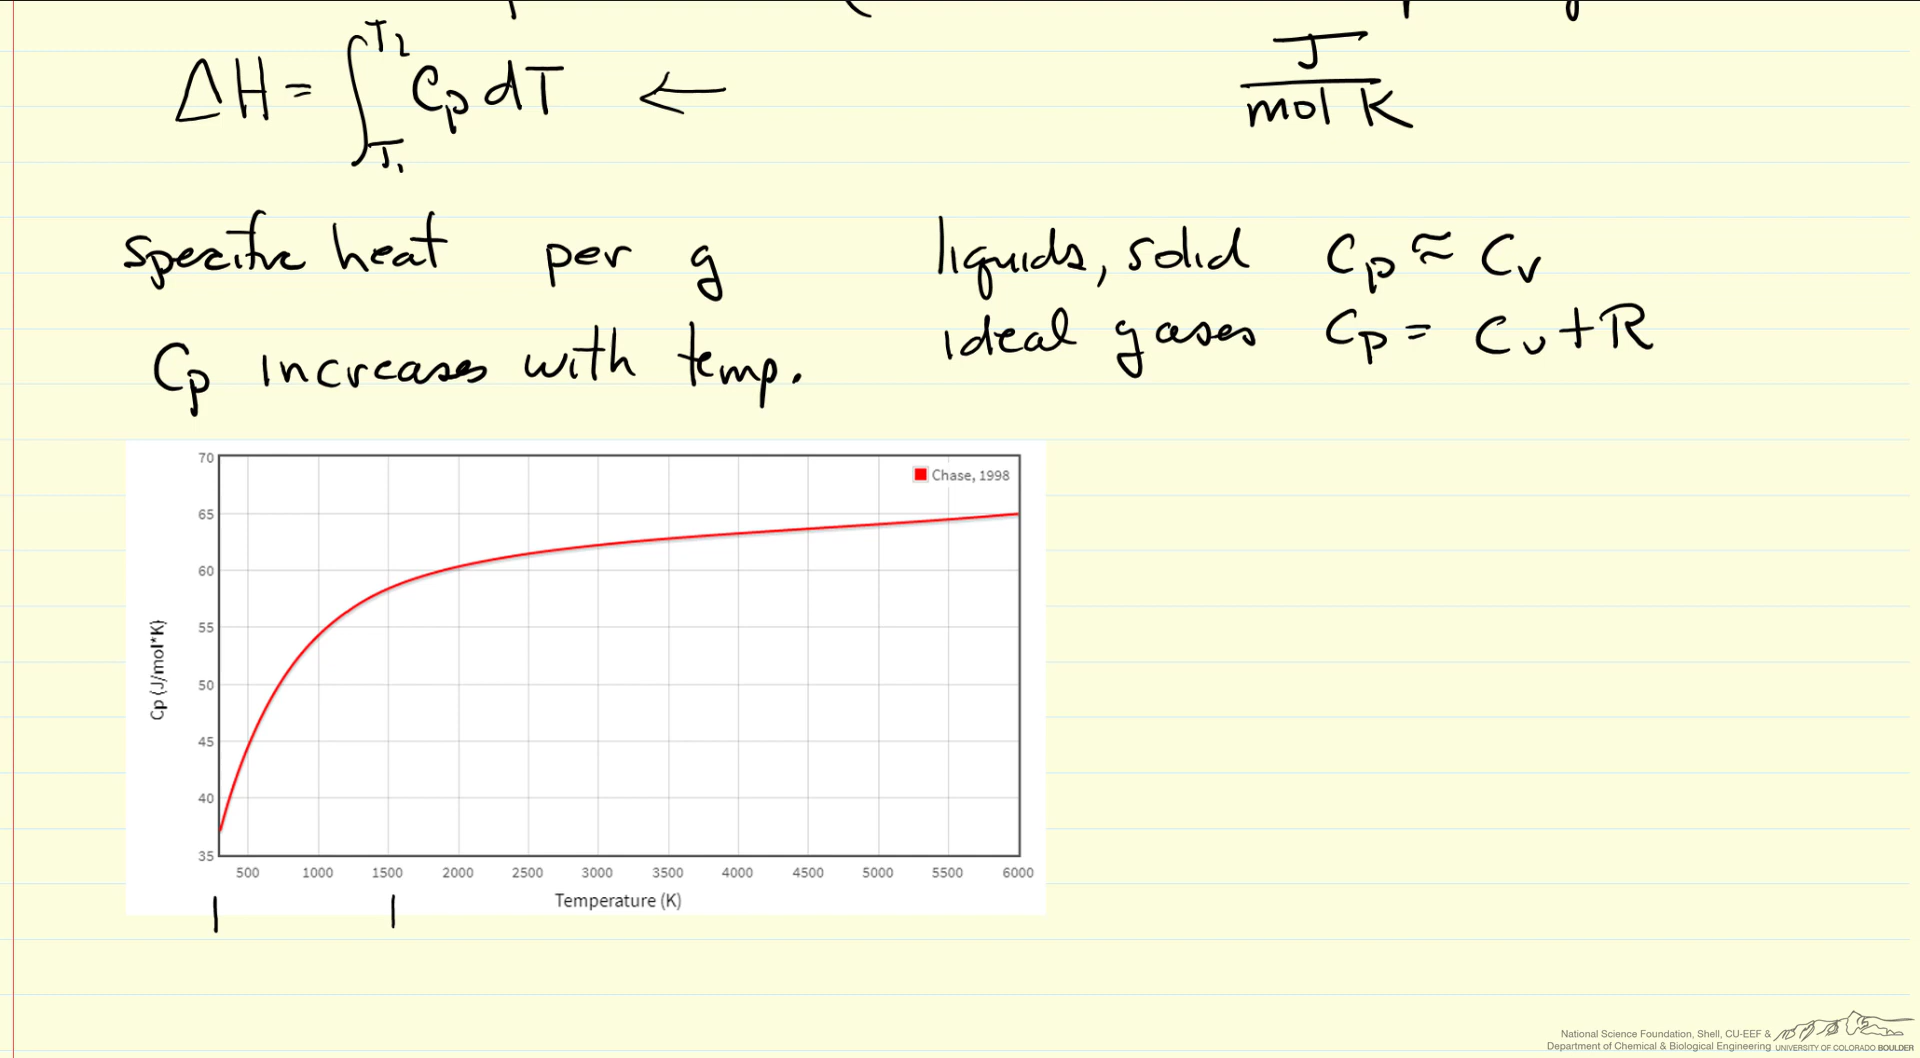 ΔH = ∫_{T₁}^{T₂} Cp dT ←
J
mol K
specific heat per g
liquids, solid Cp ≈ Cv
ideal gases Cp = Cv + R
Cp increases with temp.
70
65
60
55
50
45
40
35
Chase, 1998
Cp (J/mol*K)
500 1000 1500 2000 2500 3000 3500 4000 4500 5000 5500 6000
Temperature (K)
National Science Foundation, Shell, CU-EEF &
Department of Chemical & Biological Engineering UNIVERSITY OF COLORADO BOULDER